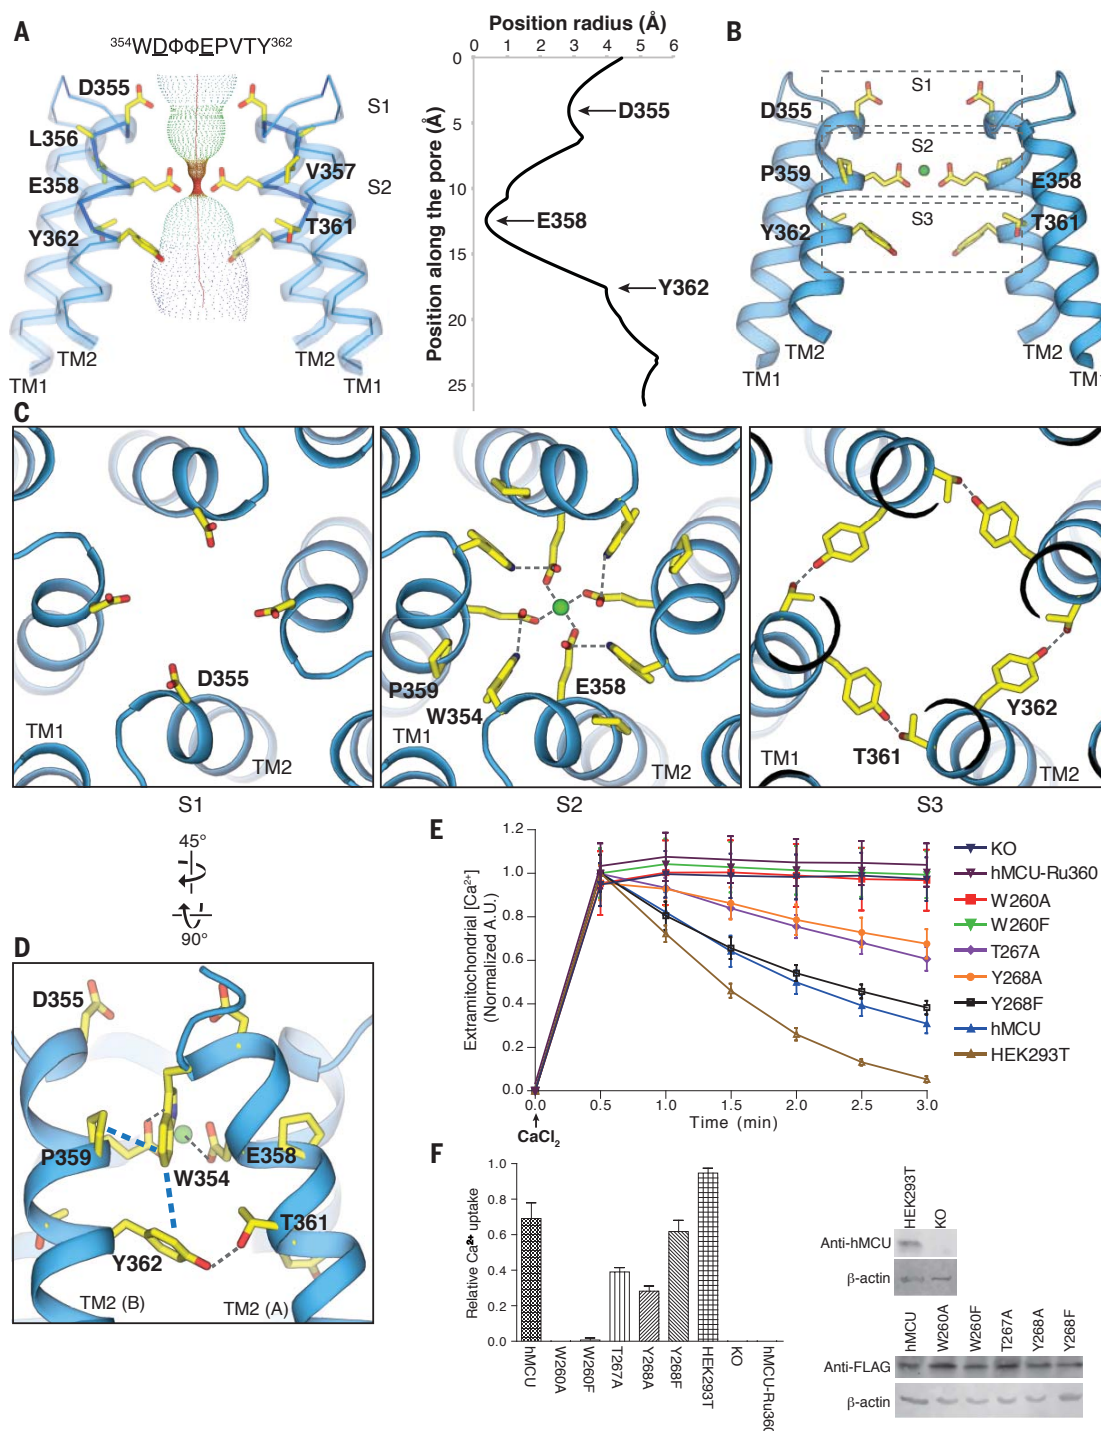 A
³⁵⁴WDΦΦEPVTY³⁶²
D355
S1
L356
V357
E358
S2
Y362
T361
TM2
TM2
TM1
TM1
Position radius (Å)
0 1 2 3 4 5 6
Position along the pore (Å)
0
5
10
15
20
25
D355
E358
Y362
B
S1
D355
S2
P359
E358
S3
Y362
T361
TM2
TM2
TM1
TM1
C
D355
TM1
TM2
S1
P359
W354
E358
TM1
TM2
S2
Y362
T361
TM1
TM2
S3
45°
90°
D
D355
P359
E358
W354
T361
Y362
TM2 (B)
TM2 (A)
E
Extramitochondrial [Ca²⁺]
(Normalized A.U.)
1.2
1.0
0.8
0.6
0.4
0.2
0.0
0.0 0.5 1.0 1.5 2.0 2.5 3.0
CaCl₂
Time (min)
KO
hMCU-Ru360
W260A
W260F
T267A
Y268A
Y268F
hMCU
HEK293T
F
Relative Ca²⁺ uptake
1.0
0.8
0.6
0.4
0.2
0.0
hMCU
W260A
W260F
T267A
Y268A
Y268F
HEK293T
KO
hMCU-Ru360
HEK293T
KO
Anti-hMCU
β-actin
hMCU
W260A
W260F
T267A
Y268A
Y268F
Anti-FLAG
β-actin